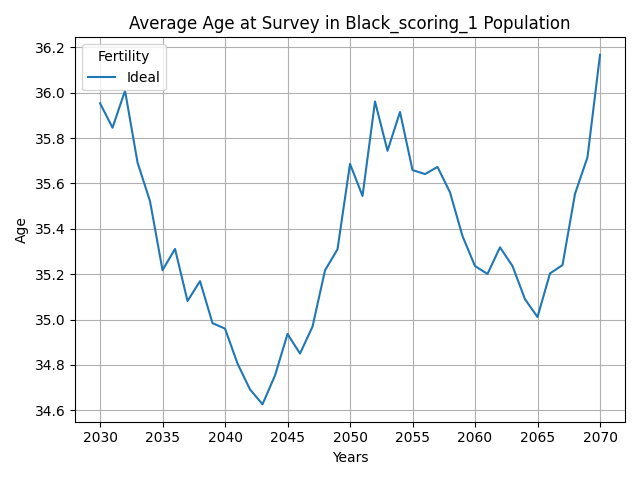 Average Age at Survey in Black_scoring_1 Population
Fertility
Ideal
36.2
36.0
35.8
35.6
35.4
35.2
35.0
34.8
34.6
Age
2030 2035 2040 2045 2050 2055 2060 2065 2070
Years